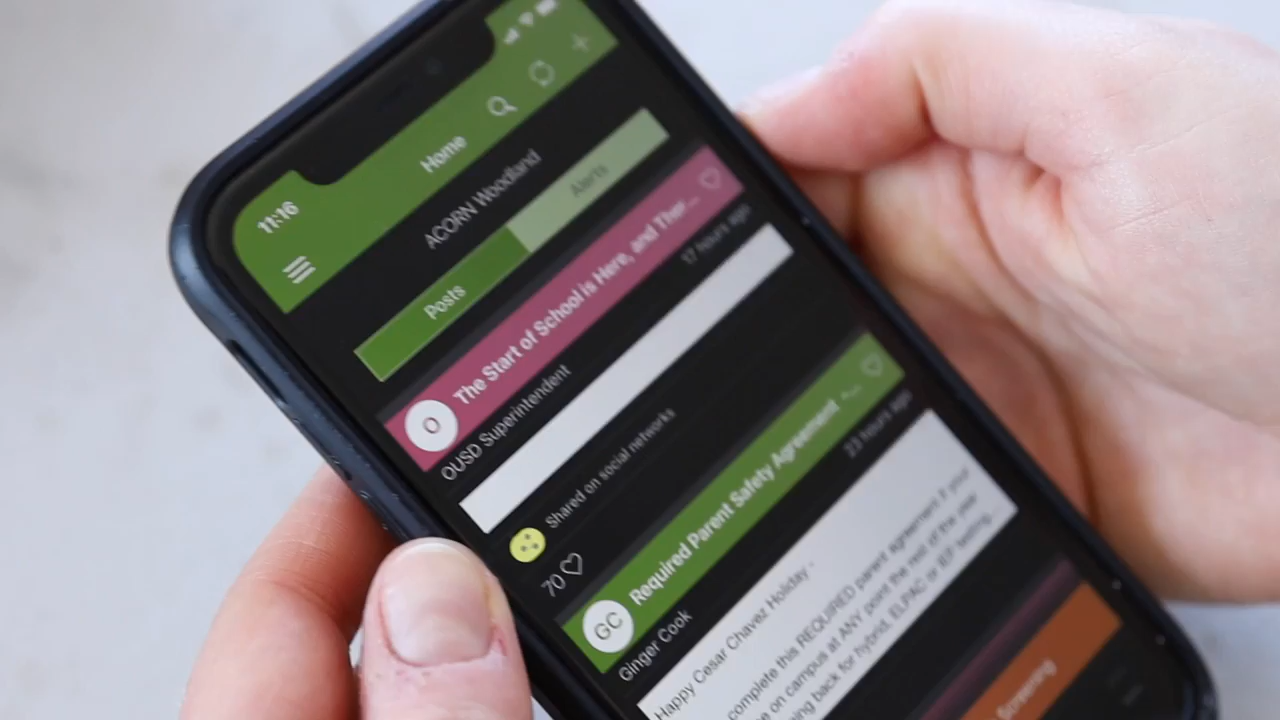 11:16
Home
ACORN Woodland
Posts
Alerts
O
The Start of School is Here, and Ther...
OUSD Superintendent
17 hours ago
Shared on social networks
70
GC
Required Parent Safety Agreement -...
Ginger Cook
23 hours ago
Happy Cesar Chavez Holiday -
complete this REQUIRED parent agreement if your
on campus at ANY point the rest of the year
back for hybrid, ELPAC or IEP testing...
Screening